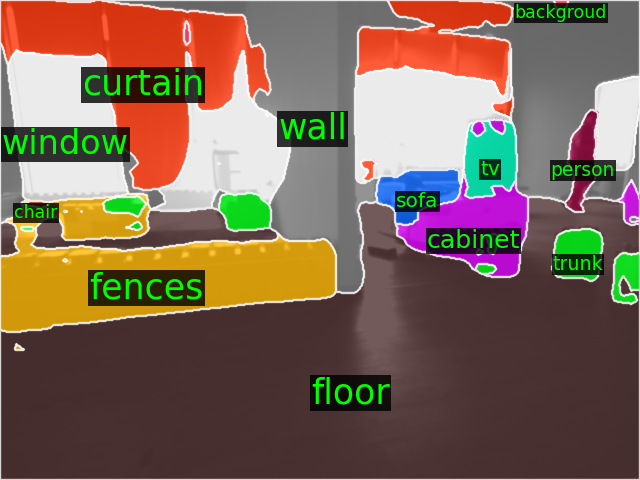 backgroud
curtain
wall
window
tv
person
sofa
chair
cabinet
trunk
fences
floor